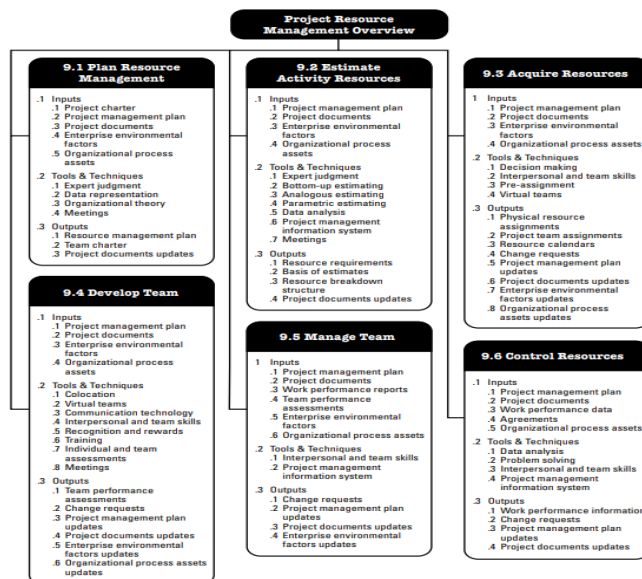 Project Resource
Management Overview
9.1 Plan Resource
Management
.1 Inputs
.1 Project charter
.2 Project management plan
.3 Project documents
.4 Enterprise environmental
factors
.5 Organizational process
assets
.2 Tools & Techniques
.1 Expert judgment
.2 Data representation
.3 Organizational theory
.4 Meetings
.3 Outputs
.1 Resource management plan
.2 Team charter
.3 Project documents updates
9.2 Estimate
Activity Resources
.1 Inputs
.1 Project management plan
.2 Project documents
.3 Enterprise environmental
factors
.4 Organizational process
assets
.2 Tools & Techniques
.1 Expert judgment
.2 Bottom-up estimating
.3 Analogous estimating
.4 Parametric estimating
.5 Data analysis
.6 Project management
information system
.7 Meetings
.3 Outputs
.1 Resource requirements
.2 Basis of estimates
.3 Resource breakdown
structure
.4 Project documents updates
9.3 Acquire Resources
1 Inputs
.1 Project management plan
.2 Project documents
.3 Enterprise environmental
factors
.4 Organizational process assets
.2 Tools & Techniques
.1 Decision making
.2 Interpersonal and team skills
.3 Pre-assignment
.4 Virtual teams
.3 Outputs
.1 Physical resource
assignments
.2 Project team assignments
.3 Resource calendars
.4 Change requests
.5 Project management plan
updates
.6 Project documents updates
.7 Enterprise environmental
factors updates
.8 Organizational process
assets updates
9.4 Develop Team
.1 Inputs
.1 Project management plan
.2 Project documents
.3 Enterprise environmental
factors
.4 Organizational process
assets
.2 Tools & Techniques
.1 Colocation
.2 Virtual teams
.3 Communication technology
.4 Interpersonal and team skills
.5 Recognition and rewards
.6 Training
.7 Individual and team
assessments
.8 Meetings
.3 Outputs
.1 Team performance
assessments
.2 Change requests
.3 Project management plan
updates
.4 Project documents updates
.5 Enterprise environmental
factors updates
.6 Organizational process assets
updates
9.5 Manage Team
1 Inputs
.1 Project management plan
.2 Project documents
.3 Work performance reports
.4 Team performance
assessments
.5 Enterprise environmental
factors
.6 Organizational process assets
.2 Tools & Techniques
.1 Interpersonal and team skills
.2 Project management
information system
.3 Outputs
.1 Change requests
.2 Project management plan
updates
.3 Project documents updates
.4 Enterprise environmental
factors updates
9.6 Control Resources
.1 Inputs
.1 Project management plan
.2 Project documents
.3 Work performance data
.4 Agreements
.5 Organizational process assets
.2 Tools & Techniques
.1 Data analysis
.2 Problem solving
.3 Interpersonal and team skills
.4 Project management
information system
.3 Outputs
.1 Work performance information
.2 Change requests
.3 Project management plan
updates
.4 Project documents updates